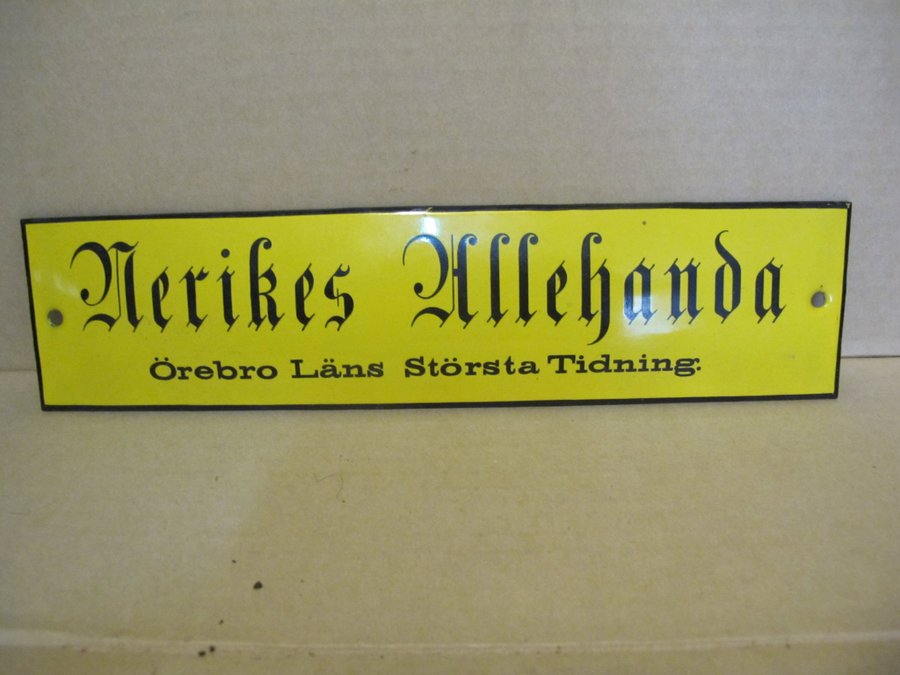 Nerikes Allehanda
Örebro Läns Största Tidning.